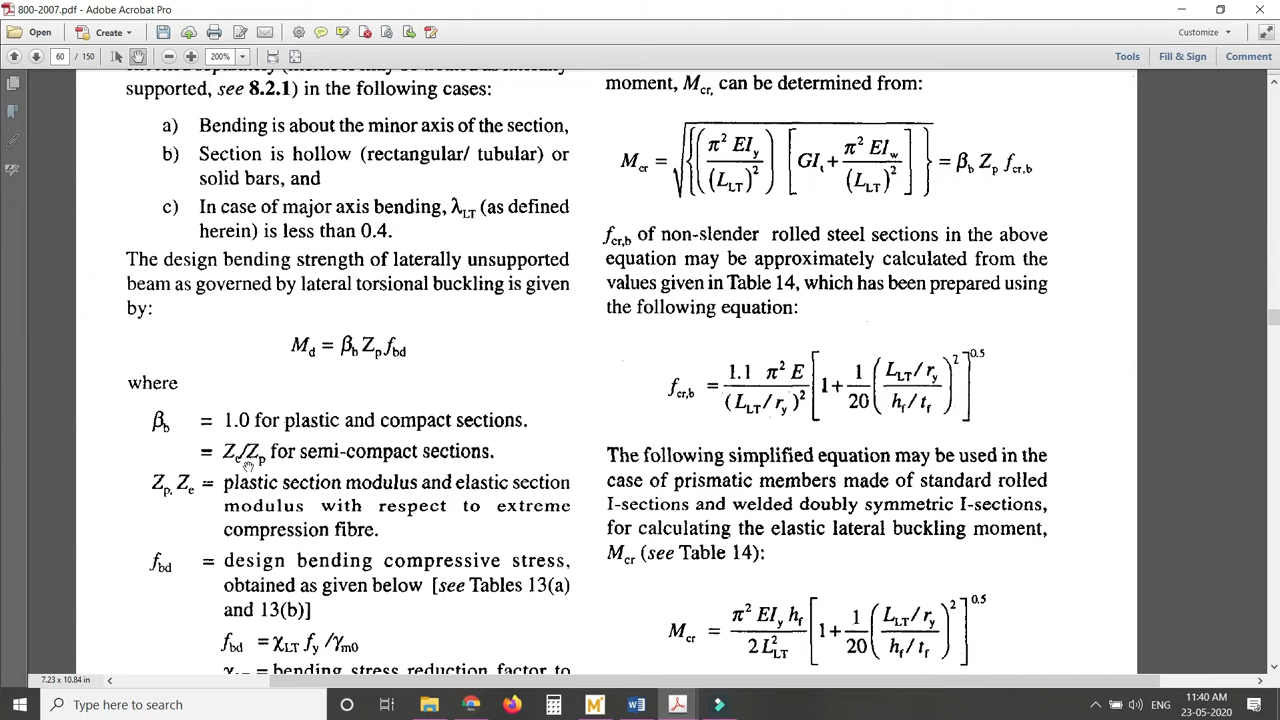 800-2007.pdf - Adobe Acrobat Pro
Open
Create
Customize
60 / 150
200%
Tools
Fill & Sign
Comment
supported, see 8.2.1) in the following cases:
a) Bending is about the minor axis of the section,
b) Section is hollow (rectangular/ tubular) or
solid bars, and
c) In case of major axis bending, λLT (as defined
herein) is less than 0.4.
The design bending strength of laterally unsupported
beam as governed by lateral torsional buckling is given
by:
Md = βb Zp fbd
where
βb = 1.0 for plastic and compact sections.
= Ze/Zp for semi-compact sections.
Zp, Ze = plastic section modulus and elastic section
modulus with respect to extreme
compression fibre.
fbd = design bending compressive stress,
obtained as given below [see Tables 13(a)
and 13(b)]
fbd = χLT fy /γm0
= bending stress reduction factor to
moment, Mcr, can be determined from:
Mcr = √{(π² EIy / (LLT)²) [GIt + π² EIw / (LLT)²]} = βb Zp fcr,b
fcr,b of non-slender rolled steel sections in the above
equation may be approximately calculated from the
values given in Table 14, which has been prepared using
the following equation:
fcr,b = 1.1 π² E / (LLT/ry)² [1 + 1/20 (LLT/ry / hf/tf)²]^0.5
The following simplified equation may be used in the
case of prismatic members made of standard rolled
I-sections and welded doubly symmetric I-sections,
for calculating the elastic lateral buckling moment,
Mcr (see Table 14):
Mcr = π² EIy hf / 2 L²LT [1 + 1/20 (LLT/ry / hf/tf)²]^0.5
7.23 x 10.84 in
Type here to search
ENG
11:40 AM
23-05-2020